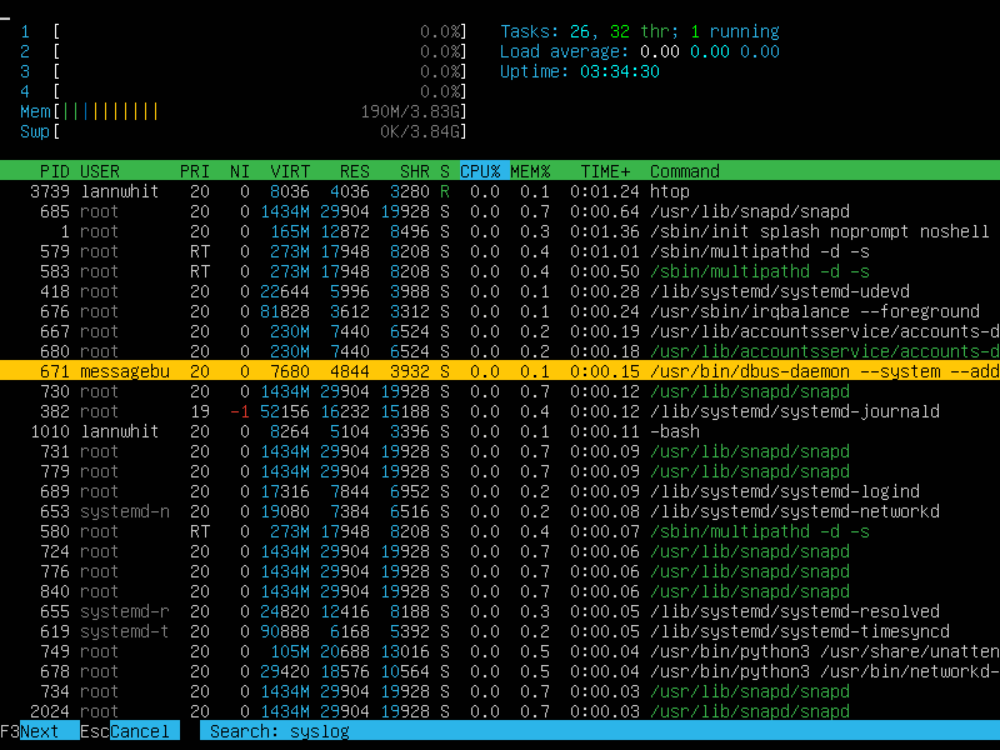 1 [ 0.0%] Tasks: 26, 32 thr; 1 running
2 [ 0.0%] Load average: 0.00 0.00 0.00
3 [ 0.0%] Uptime: 03:34:30
4 [ 0.0%]
Mem[|||||||||| 190M/3.83G]
Swp[ 0K/3.84G]
PID USER PRI NI VIRT RES SHR S CPU% MEM% TIME+ Command
3739 lannwhit 20 0 8036 4036 3280 R 0.0 0.1 0:01.24 htop
685 root 20 0 1434M 29904 19928 S 0.0 0.7 0:00.64 /usr/lib/snapd/snapd
1 root 20 0 165M 12872 8496 S 0.0 0.3 0:01.36 /sbin/init splash noprompt noshell
579 root RT 0 273M 17948 8208 S 0.0 0.4 0:01.01 /sbin/multipathd -d -s
583 root RT 0 273M 17948 8208 S 0.0 0.4 0:00.50 /sbin/multipathd -d -s
418 root 20 0 22644 5996 3988 S 0.0 0.1 0:00.28 /lib/systemd/systemd-udevd
676 root 20 0 81828 3612 3312 S 0.0 0.1 0:00.24 /usr/sbin/irqbalance --foreground
667 root 20 0 230M 7440 6524 S 0.0 0.2 0:00.19 /lib/accountsservice/accounts-d
680 root 20 0 230M 7440 6524 S 0.0 0.2 0:00.18 /usr/lib/accountsservice/accounts-d
671 messagebu 20 0 7680 4844 3932 S 0.0 0.1 0:00.15 /usr/bin/dbus-daemon --system --add
730 root 20 0 1434M 29904 19928 S 0.0 0.7 0:00.12 /usr/lib/snapd/snapd
382 root 19 -1 52156 16232 15188 S 0.0 0.4 0:00.12 /lib/systemd/systemd-journald
1010 lannwhit 20 0 8264 5104 3396 S 0.0 0.1 0:00.11 -bash
731 root 20 0 1434M 29904 19928 S 0.0 0.7 0:00.09 /usr/lib/snapd/snapd
779 root 20 0 1434M 29904 19928 S 0.0 0.7 0:00.09 /usr/lib/snapd/snapd
689 root 20 0 17316 7844 6952 S 0.0 0.2 0:00.09 /lib/systemd/systemd-logind
653 systemd-n 20 0 19080 7384 6516 S 0.0 0.2 0:00.08 /lib/systemd/systemd-networkd
580 root RT 0 273M 17948 8208 S 0.0 0.4 0:00.07 /sbin/multipathd -d -s
724 root 20 0 1434M 29904 19928 S 0.0 0.7 0:00.06 /usr/lib/snapd/snapd
776 root 20 0 1434M 29904 19928 S 0.0 0.7 0:00.06 /usr/lib/snapd/snapd
840 root 20 0 1434M 29904 19928 S 0.0 0.7 0:00.06 /usr/lib/snapd/snapd
655 systemd-r 20 0 24820 12416 8188 S 0.0 0.3 0:00.05 /lib/systemd/systemd-resolved
619 systemd-t 20 0 90888 6168 5392 S 0.0 0.2 0:00.05 /lib/systemd/systemd-timesyncd
749 root 20 0 105M 20688 13016 S 0.0 0.5 0:00.04 /usr/bin/python3 /usr/share/unatten
678 root 20 0 29420 18576 10564 S 0.0 0.5 0:00.04 /usr/bin/python3 /usr/bin/networkd-
734 root 20 0 1434M 29904 19928 S 0.0 0.7 0:00.03 /usr/lib/snapd/snapd
2024 root 20 0 1434M 29904 19928 S 0.0 0.7 0:00.03 /usr/lib/snapd/snapd
F3Next EscCancel Search: syslog